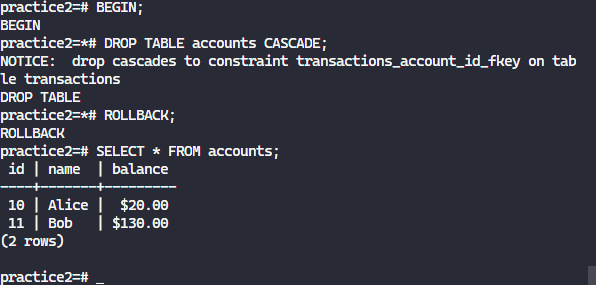 practice2=# BEGIN;
BEGIN
practice2=*# DROP TABLE accounts CASCADE;
NOTICE:  drop cascades to constraint transactions_account_id_fkey on tab
le transactions
DROP TABLE
practice2=*# ROLLBACK;
ROLLBACK
practice2=# SELECT * FROM accounts;
 id | name  | balance
----+-------+---------
 10 | Alice |  $20.00
 11 | Bob   | $130.00
(2 rows)

practice2=# _